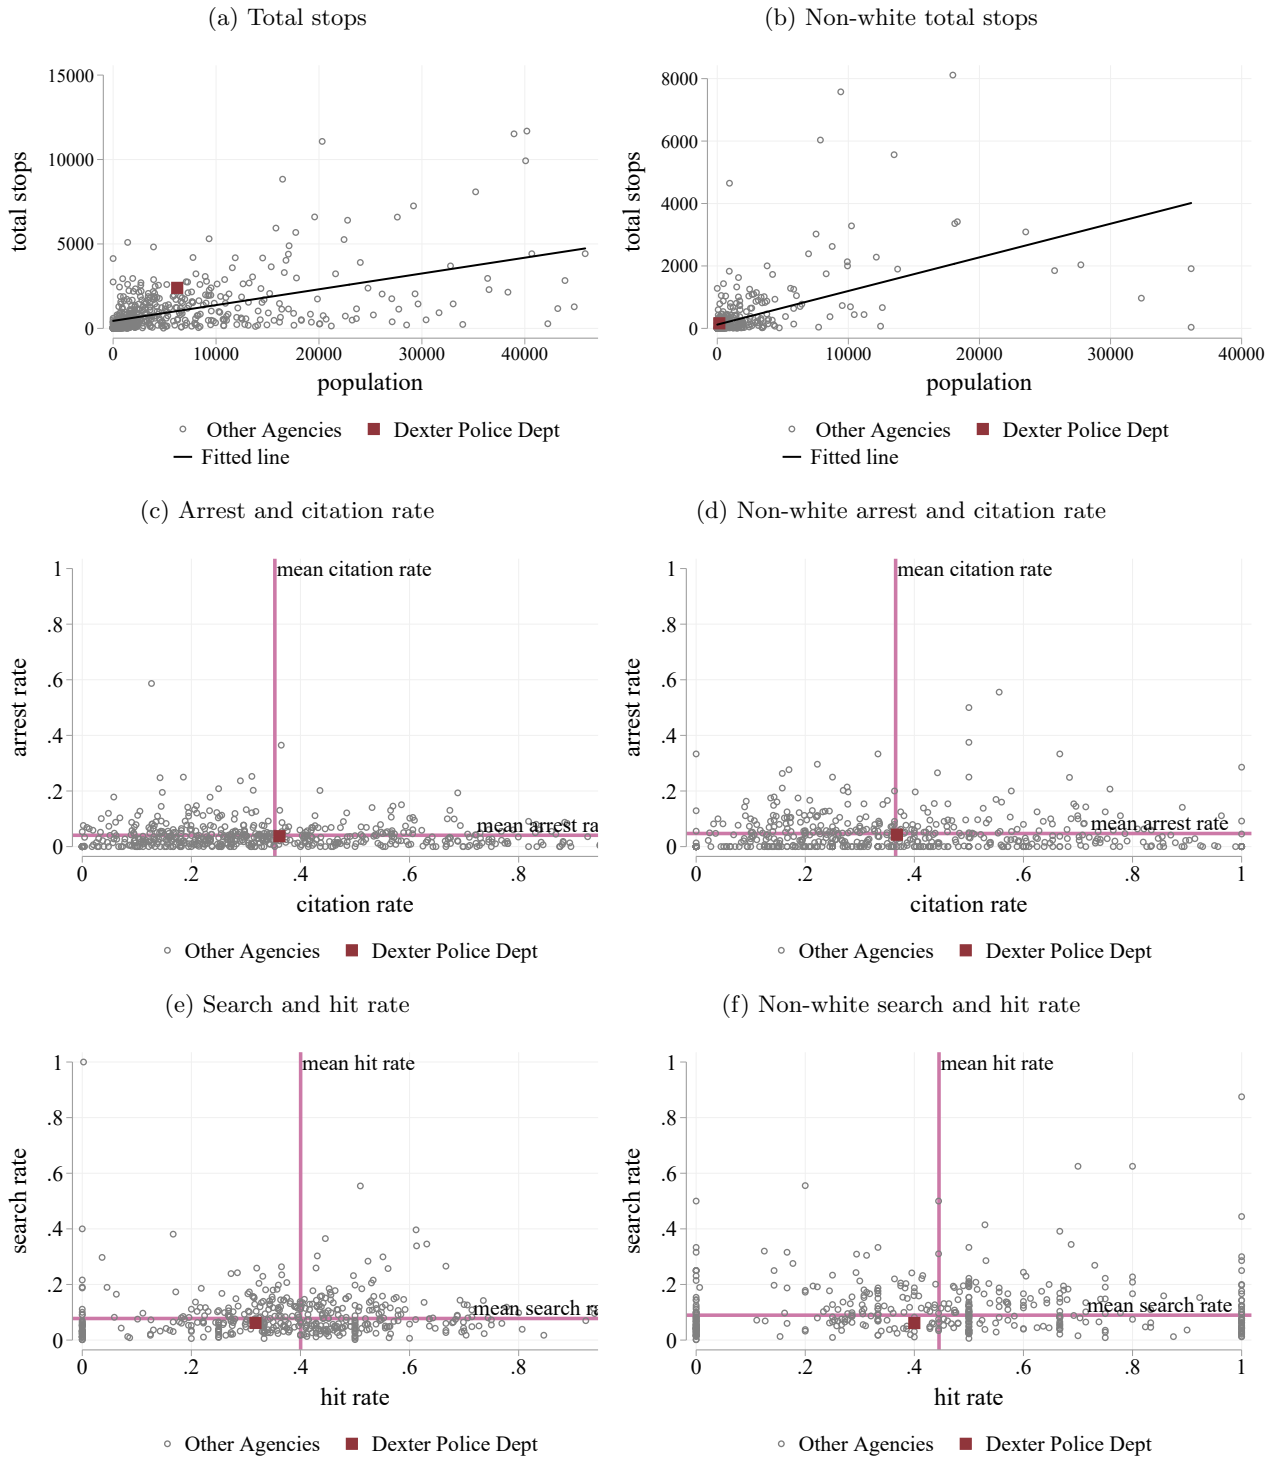 (a) Total stops
(b) Non-white total stops
15000
10000
5000
0
total stops
0 10000 20000 30000 40000
population
Other Agencies Dexter Police Dept
Fitted line
8000
6000
4000
2000
0
total stops
0 10000 20000 30000 40000
population
Other Agencies Dexter Police Dept
Fitted line
(c) Arrest and citation rate
(d) Non-white arrest and citation rate
mean citation rate
1
.8
.6
.4
.2
0
arrest rate
mean arrest ra
0 .2 .4 .6 .8
citation rate
Other Agencies Dexter Police Dept
mean citation rate
1
.8
.6
.4
.2
0
arrest rate
mean arrest rate
0 .2 .4 .6 .8 1
citation rate
Other Agencies Dexter Police Dept
(e) Search and hit rate
(f) Non-white search and hit rate
mean hit rate
1
.8
.6
.4
.2
0
search rate
mean search ra
0 .2 .4 .6 .8
hit rate
Other Agencies Dexter Police Dept
mean hit rate
1
.8
.6
.4
.2
0
search rate
mean search rate
0 .2 .4 .6 .8 1
hit rate
Other Agencies Dexter Police Dept